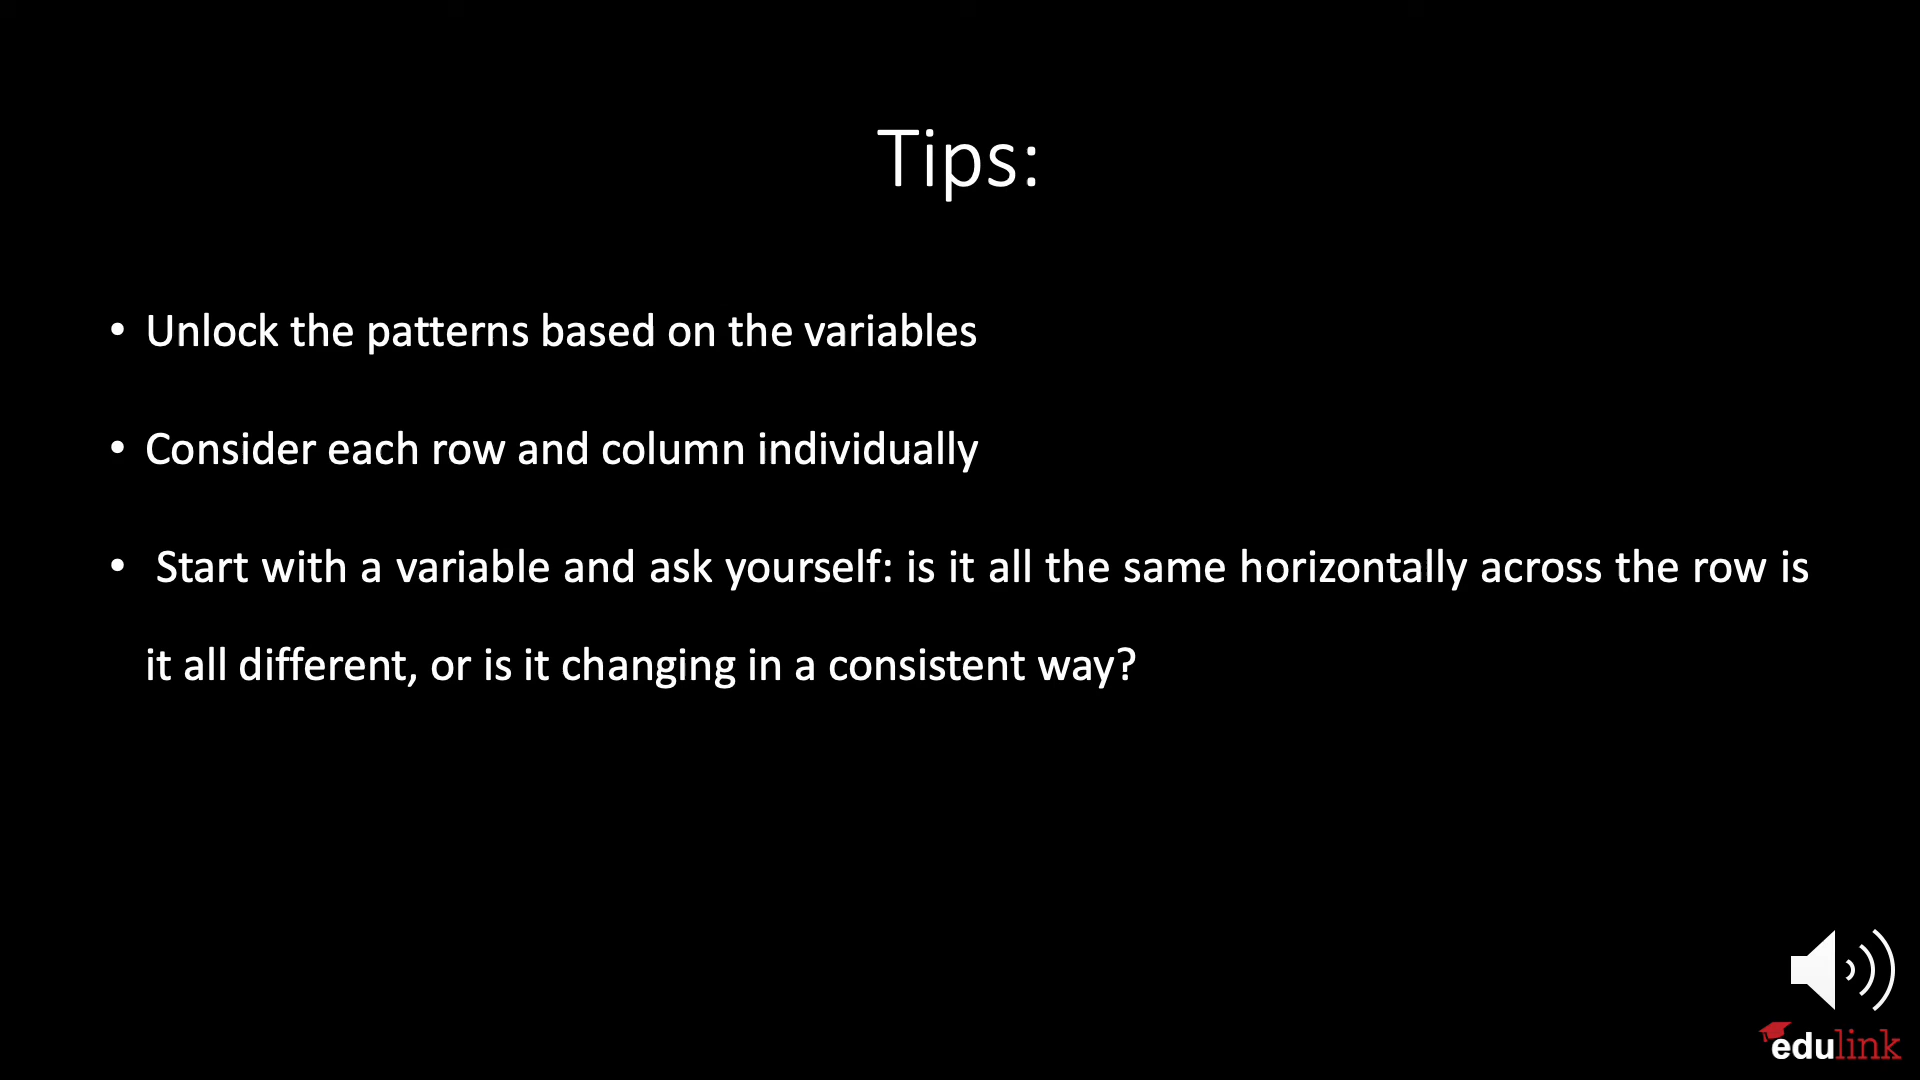 Tips:
• Unlock the patterns based on the variables
• Consider each row and column individually
• Start with a variable and ask yourself: is it all the same horizontally across the row is
it all different, or is it changing in a consistent way?
edulink